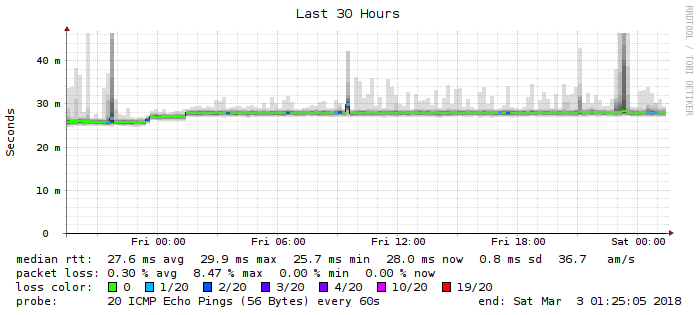 Last 30 Hours
RRDTOOL / TOBI OETIKER
Seconds
40 m
30 m
20 m
10 m
0
Fri 00:00 Fri 06:00 Fri 12:00 Fri 18:00 Sat 00:00
median rtt: 27.6 ms avg 29.9 ms max 25.7 ms min 28.0 ms now 0.8 ms sd 36.7 am/s
packet loss: 0.30 % avg 8.47 % max 0.00 % min 0.00 % now
loss color: 0 1/20 2/20 3/20 4/20 10/20 19/20
probe: 20 ICMP Echo Pings (56 Bytes) every 60s end: Sat Mar 3 01:25:05 2018